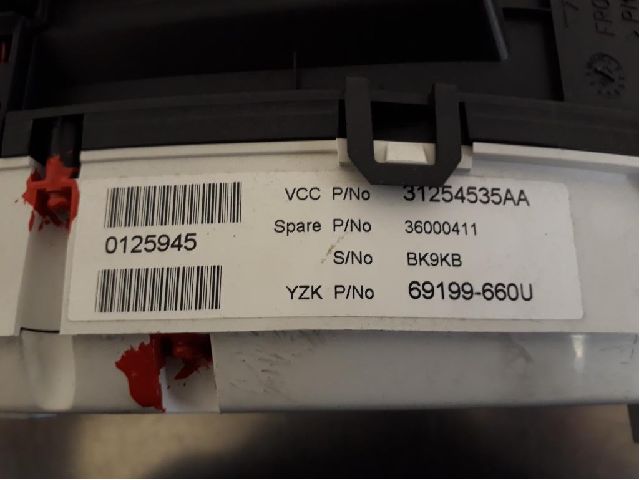 VCC P/No 31254535AA
Spare P/No 36000411
0125945
S/No BK9KB
YZK P/No 69199-660U